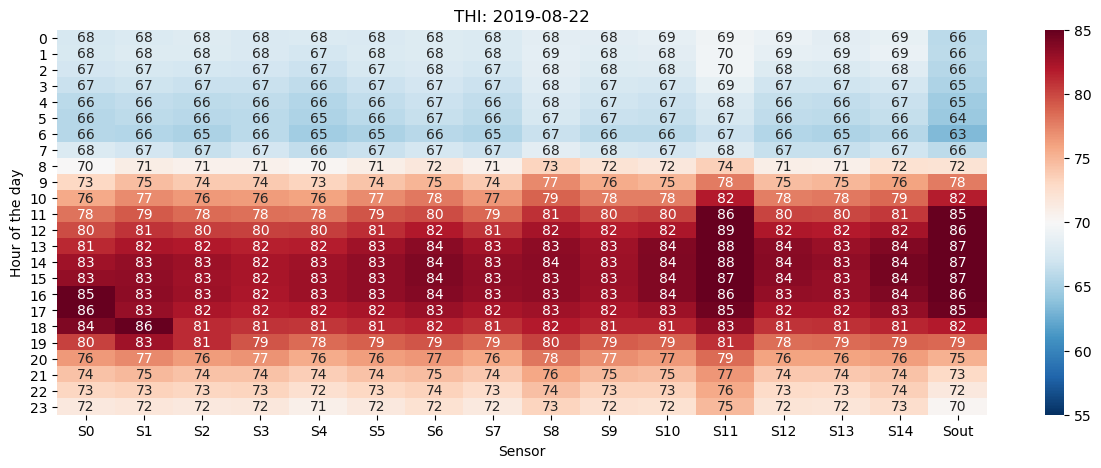 THI: 2019-08-22
Hour of the day
0 68 68 68 68 68 68 68 68 68 68 69 69 69 68 69 66
1 68 68 68 68 67 68 68 68 69 68 68 70 69 69 69 66
2 67 67 67 67 67 67 68 67 68 68 68 70 68 68 68 66
3 67 67 67 67 66 67 67 67 68 67 67 69 67 67 67 65
4 66 66 66 66 66 66 67 66 68 67 67 68 66 66 67 65
5 66 66 66 66 65 66 67 66 67 67 67 68 66 66 66 64
6 66 66 65 66 65 65 66 65 67 66 66 67 66 65 66 63
7 68 67 67 67 66 67 67 67 68 68 67 68 67 67 67 66
8 70 71 71 71 70 71 72 71 73 72 72 74 71 71 72 72
9 73 75 74 74 73 74 75 74 77 76 75 78 75 75 76 78
10 76 77 76 76 76 77 78 77 79 78 78 82 78 78 79 82
11 78 79 78 78 78 79 80 79 81 80 80 86 80 80 81 85
12 80 81 80 80 80 81 82 81 82 82 82 89 82 82 82 86
13 81 82 82 82 82 83 84 83 83 83 84 88 84 83 84 87
14 83 83 83 82 83 83 84 83 83 83 84 88 84 83 84 87
15 83 83 83 82 83 83 84 83 83 83 84 87 84 83 84 87
16 85 83 83 82 83 83 84 83 83 83 84 86 83 83 84 86
17 86 83 82 82 82 82 83 82 83 82 83 85 82 82 83 85
18 84 86 81 81 81 81 82 81 82 81 81 83 81 81 81 82
19 80 83 81 79 78 79 79 79 80 79 79 81 78 79 79 79
20 76 77 76 77 76 76 77 76 78 77 77 79 76 76 76 75
21 74 75 74 74 74 74 75 74 76 75 75 77 74 74 74 73
22 73 73 73 73 72 73 74 73 74 73 73 76 73 73 74 72
23 72 72 72 72 71 72 72 72 73 72 72 75 72 72 73 70
S0 S1 S2 S3 S4 S5 S6 S7 S8 S9 S10 S11 S12 S13 S14 Sout
Sensor
85
80
75
70
65
60
55